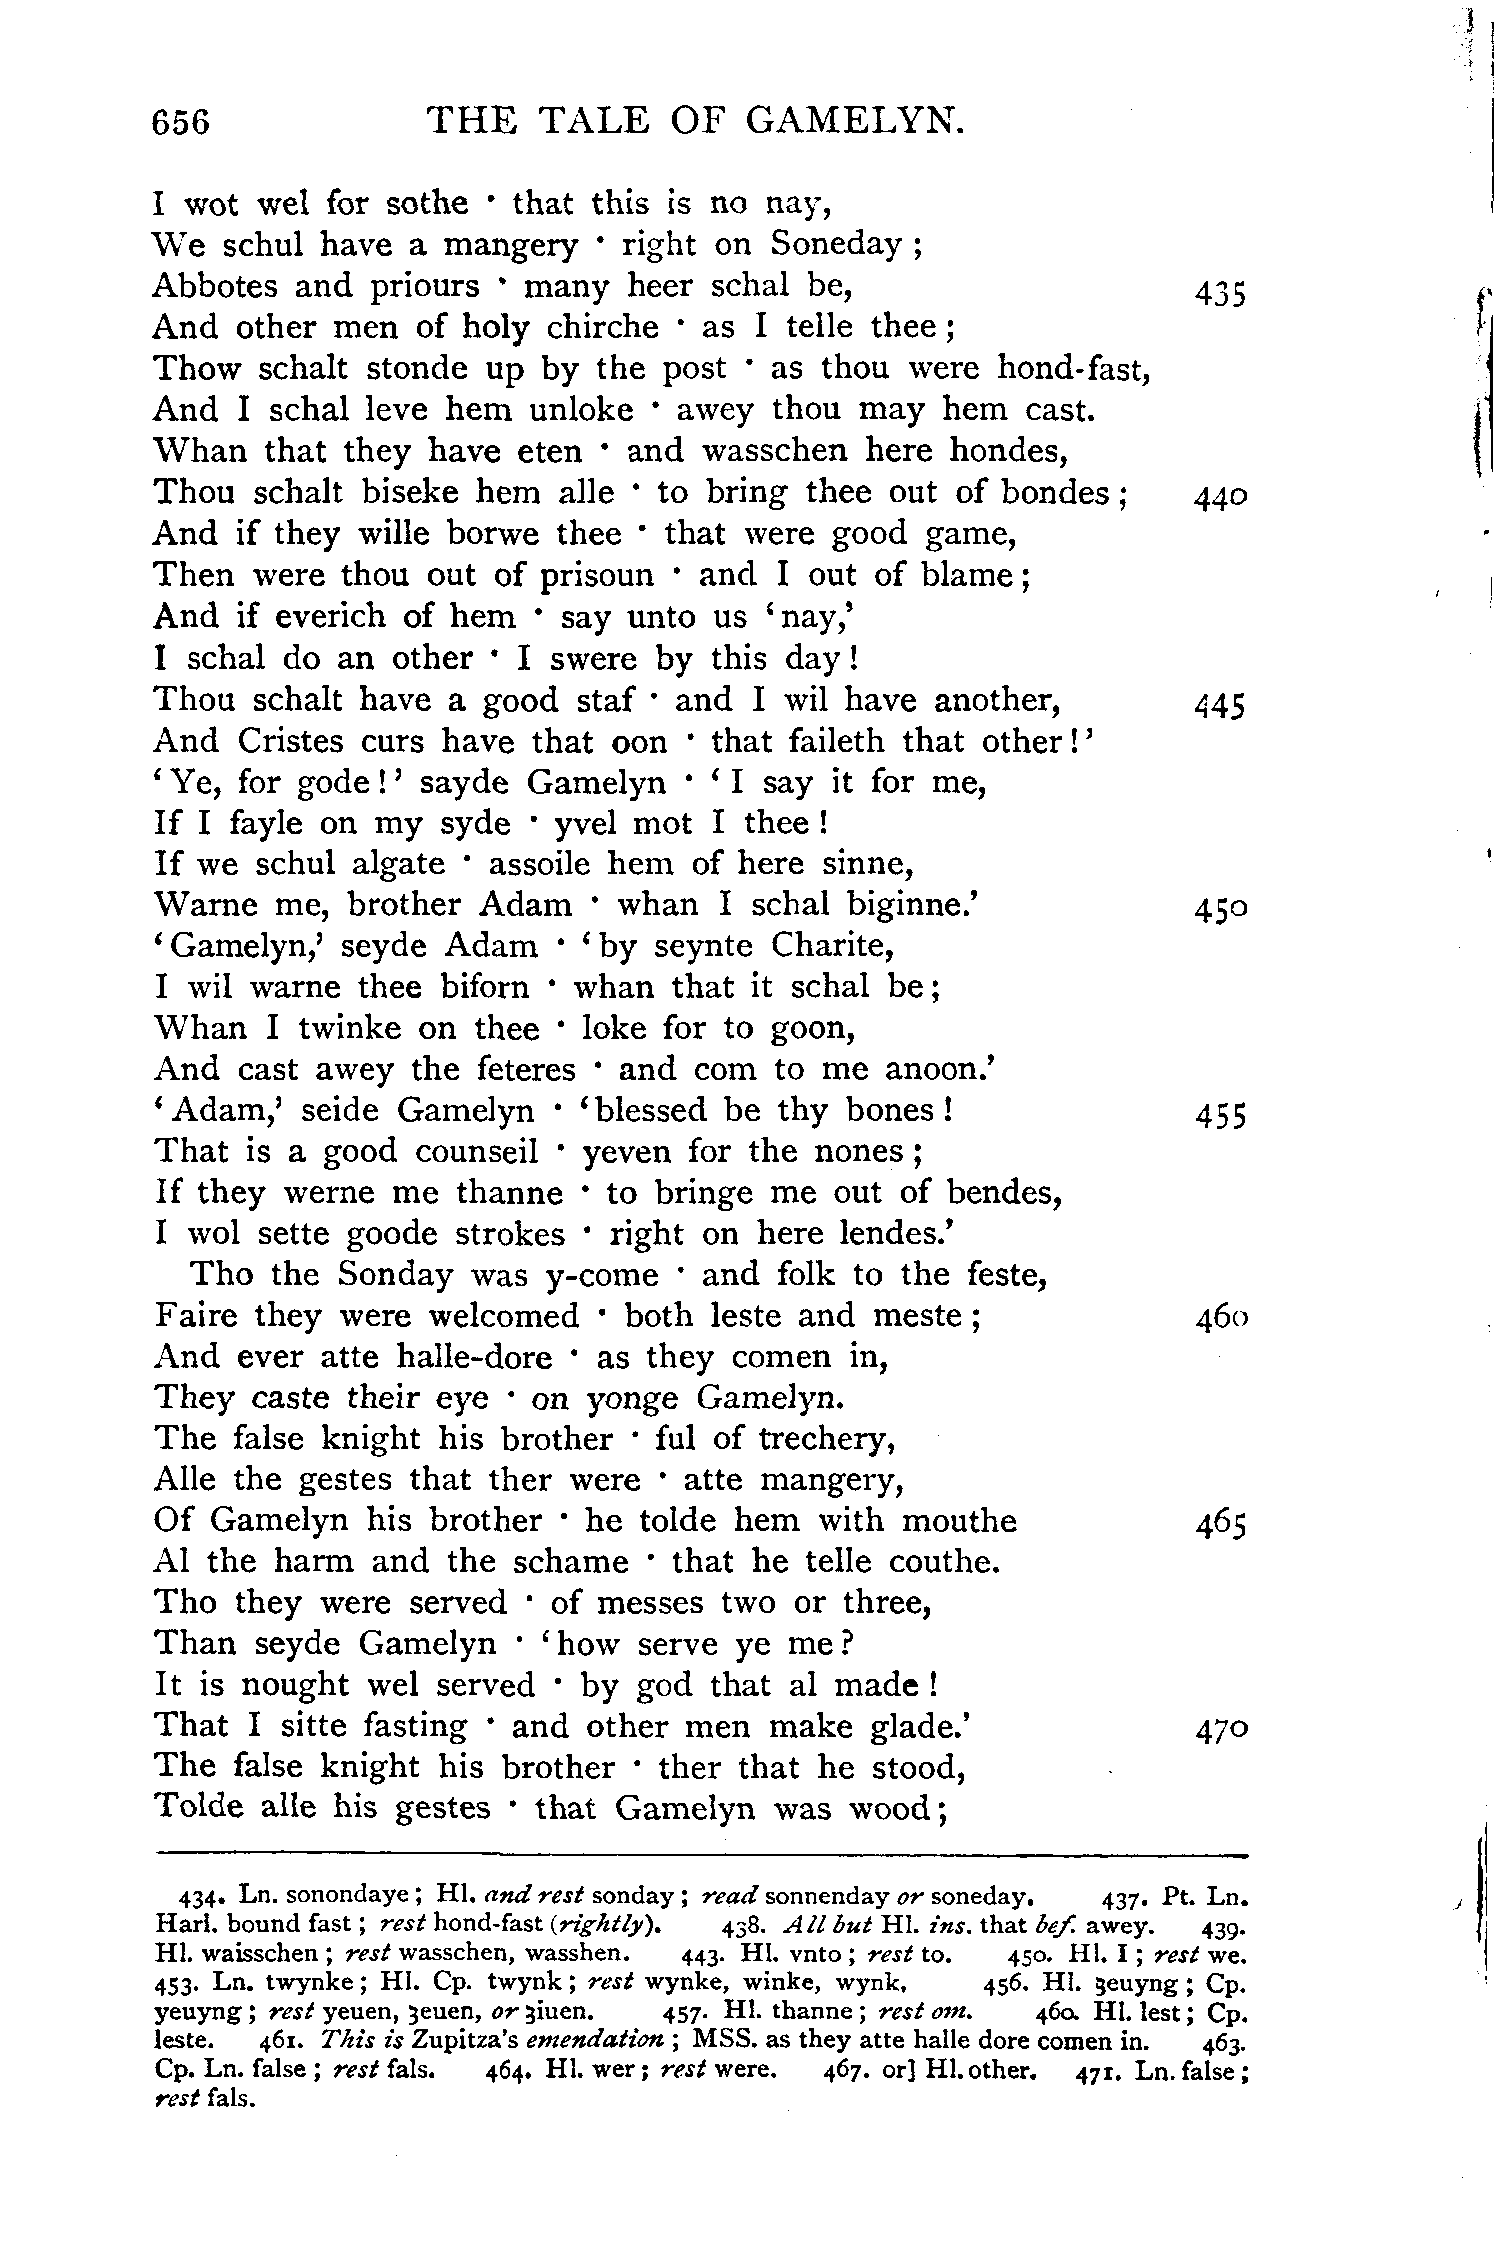 656 THE TALE OF GAMELYN.
I wot wel for sothe · that this is no nay,
We schul have a mangery · right on Soneday ;
Abbotes and priours · many heer schal be, 435
And other men of holy chirche · as I telle thee ;
Thow schalt stonde up by the post · as thou were hond-fast,
And I schal leve hem unloke · awey thou may hem cast.
Whan that they have eten · and wasschen here hondes,
Thou schalt biseke hem alle · to bring thee out of bondes ; 440
And if they wille borwe thee · that were good game,
Then were thou out of prisoun · and I out of blame ;
And if everich of hem · say unto us ‘nay,’
I schal do an other · I swere by this day !
Thou schalt have a good staf · and I wil have another, 445
And Cristes curs have that oon · that faileth that other !’
‘Ye, for gode !’ sayde Gamelyn · ‘I say it for me,
If I fayle on my syde · yvel mot I thee !
If we schul algate · assoile hem of here sinne,
Warne me, brother Adam · whan I schal biginne.’ 450
‘Gamelyn,’ seyde Adam · ‘by seynte Charite,
I wil warne thee biforn · whan that it schal be ;
Whan I twinke on thee · loke for to goon,
And cast awey the feteres · and com to me anoon.’
‘Adam,’ seide Gamelyn · ‘blessed be thy bones ! 455
That is a good counseil · yeven for the nones ;
If they werne me thanne · to bringe me out of bendes,
I wol sette goode strokes · right on here lendes.’
Tho the Sonday was y-come · and folk to the feste,
Faire they were welcomed · both leste and meste ; 460
And ever atte halle-dore · as they comen in,
They caste their eye · on yonge Gamelyn.
The false knight his brother · ful of trechery,
Alle the gestes that ther were · atte mangery,
Of Gamelyn his brother · he tolde hem with mouthe 465
Al the harm and the schame · that he telle couthe.
Tho they were served · of messes two or three,
Than seyde Gamelyn · ‘how serve ye me ?
It is nought wel served · by god that al made !
That I sitte fasting · and other men make glade.’ 470
The false knight his brother · ther that he stood,
Tolde alle his gestes · that Gamelyn was wood ;
434. Ln. sonondaye ; Hl. and rest sonday ; read sonnenday or soneday. 437. Pt. Ln.
Harl. bound fast ; rest hond-fast (rightly). 438. All but Hl. ins. that bef. awey. 439.
Hl. waisschen ; rest wasschen, wasshen. 443. Hl. vnto ; rest to. 450. Hl. I ; rest we.
453. Ln. twynke ; Hl. Cp. twynk ; rest wynke, winke, wynk. 456. Hl. ȝeuyng ; Cp.
yeuyng ; rest yeuen, ȝeuen, or ȝiuen. 457. Hl. thanne ; rest om. 460. Hl. lest ; Cp.
leste. 461. This is Zupitza’s emendation ; MSS. as they atte halle dore comen in. 463.
Cp. Ln. false ; rest fals. 464. Hl. wer ; rest were. 467. or] Hl. other. 471. Ln. false ;
rest fals.